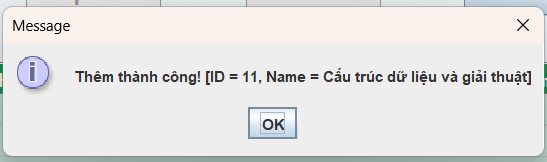 Message
Thêm thành công! [ID = 11, Name = Cấu trúc dữ liệu và giải thuật]
OK